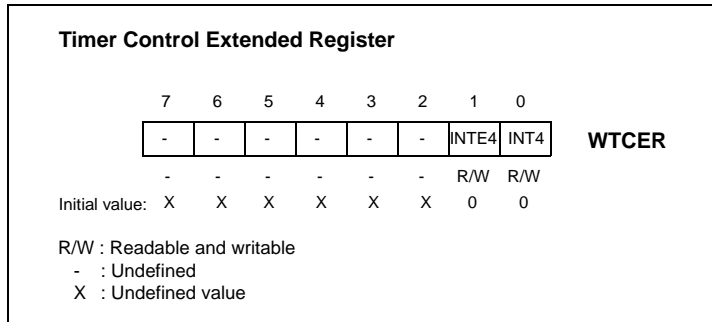 Timer Control Extended Register
7 6 5 4 3 2 1 0
- - - - - - INTE4 INT4 WTCER
- - - - - - R/W R/W
Initial value: X X X X X X 0 0
R/W : Readable and writable
- : Undefined
X : Undefined value